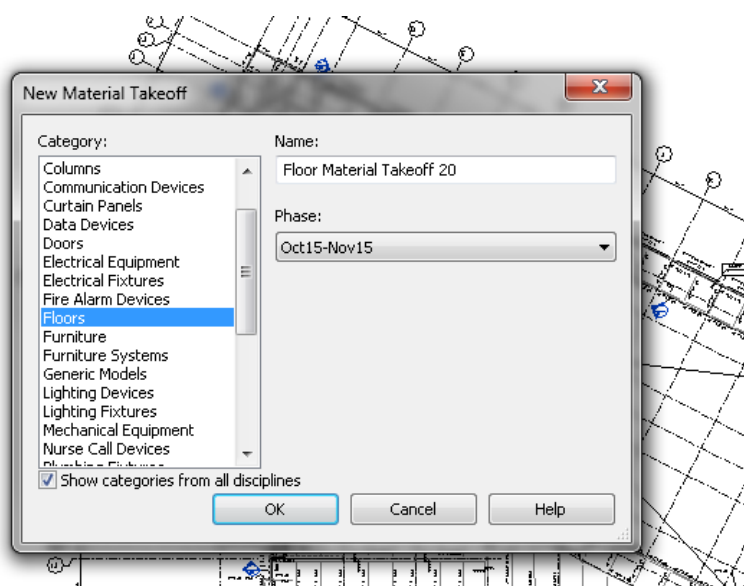 New Material Takeoff
Category:
Columns
Communication Devices
Curtain Panels
Data Devices
Doors
Electrical Equipment
Electrical Fixtures
Fire Alarm Devices
Floors
Furniture
Furniture Systems
Generic Models
Lighting Devices
Lighting Fixtures
Mechanical Equipment
Nurse Call Devices
Show categories from all disciplines
Name:
Floor Material Takeoff 20
Phase:
Oct15-Nov15
OK
Cancel
Help